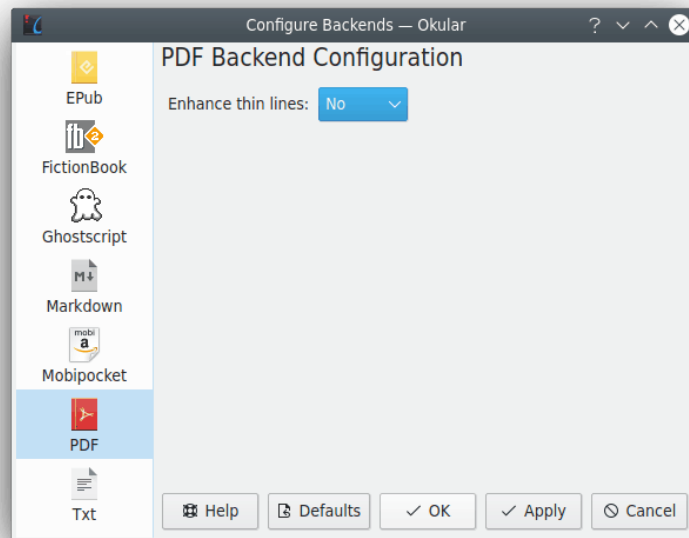 Configure Backends — Okular
PDF Backend Configuration
Enhance thin lines: No
EPub
fb2
FictionBook
Ghostscript
M
Markdown
mobi
a
Mobipocket
PDF
Txt
Help
Defaults
OK
Apply
Cancel